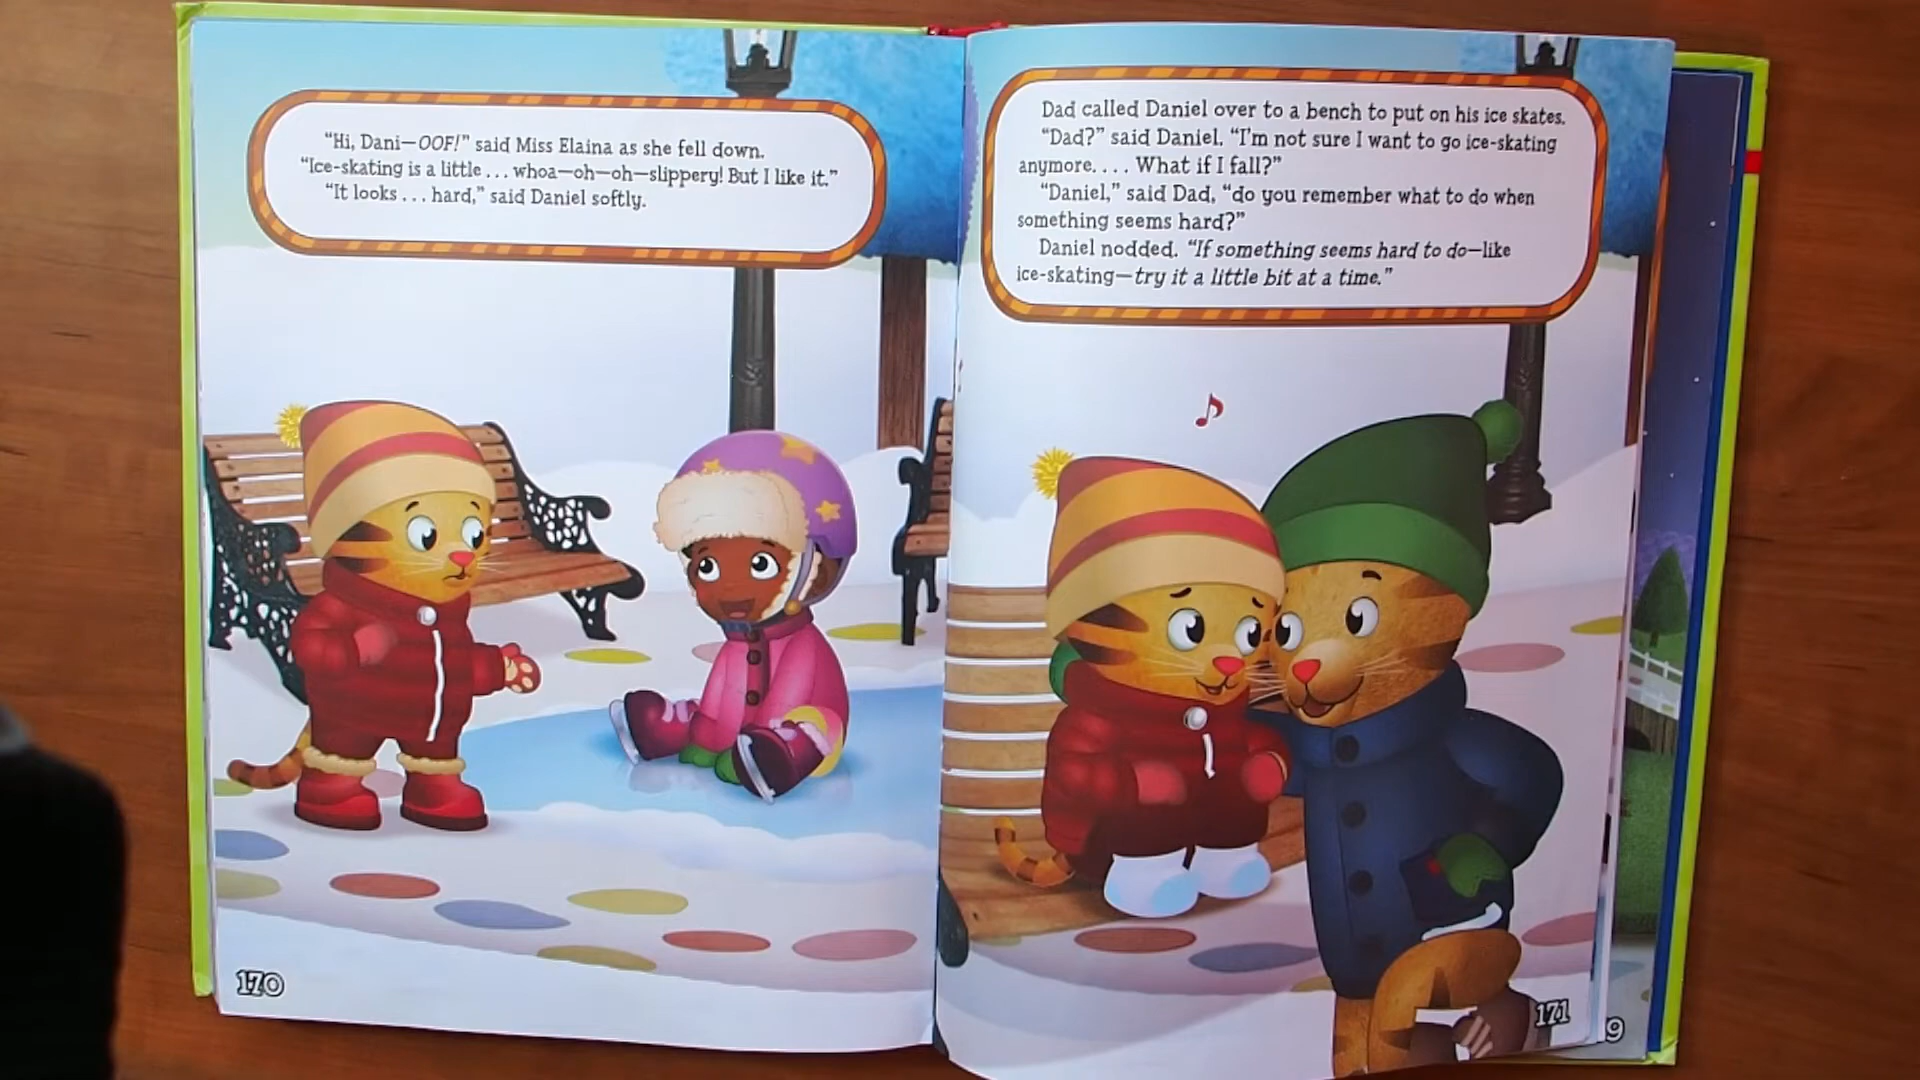 “Hi, Dani—OOF!” said Miss Elaina as she fell down.
“Ice-skating is a little . . . whoa—oh—oh—slippery! But I like it.”
“It looks . . . hard,” said Daniel softly.
170
Dad called Daniel over to a bench to put on his ice skates.
“Dad?” said Daniel. “I’m not sure I want to go ice-skating
anymore. . . . What if I fall?”
“Daniel,” said Dad, “do you remember what to do when
something seems hard?”
Daniel nodded. “If something seems hard to do—like
ice-skating—try it a little bit at a time.”
171
9